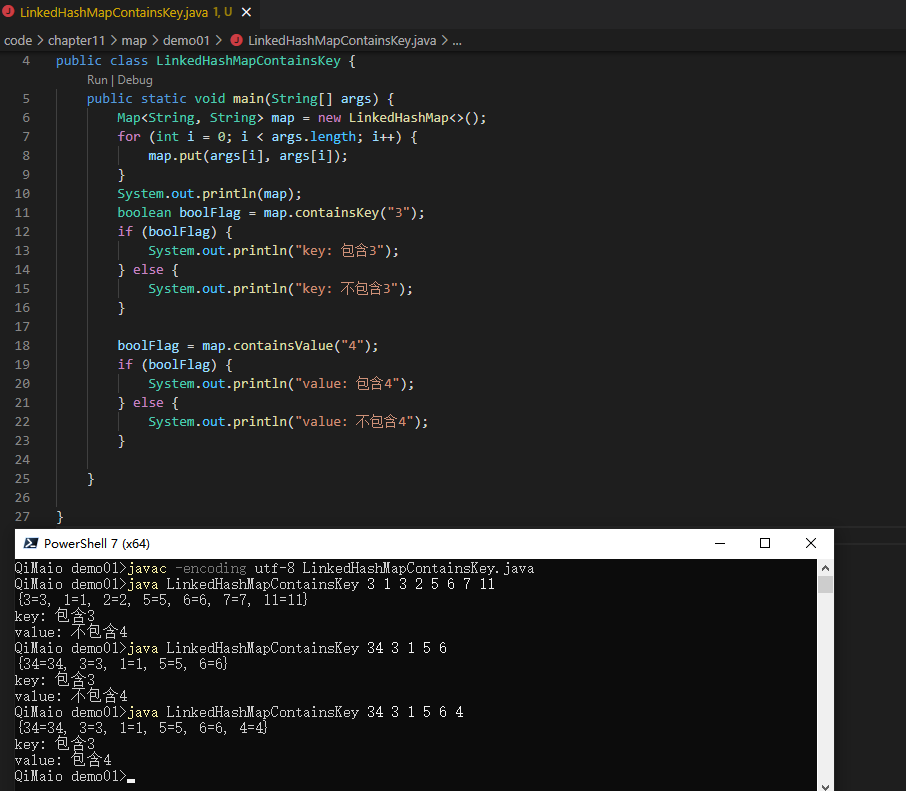 LinkedHashMapContainsKey.java 1, U
code > chapter11 > map > demo01 > LinkedHashMapContainsKey.java > ...
4 public class LinkedHashMapContainsKey {
Run | Debug
5 public static void main(String[] args) {
6 Map<String, String> map = new LinkedHashMap<>();
7 for (int i = 0; i < args.length; i++) {
8 map.put(args[i], args[i]);
9 }
10 System.out.println(map);
11 boolean boolFlag = map.containsKey("3");
12 if (boolFlag) {
13 System.out.println("key: 包含3");
14 } else {
15 System.out.println("key: 不包含3");
16 }
17
18 boolFlag = map.containsValue("4");
19 if (boolFlag) {
20 System.out.println("value: 包含4");
21 } else {
22 System.out.println("value: 不包含4");
23 }
24
25 }
26
27 }
PowerShell 7 (x64)
QiMaio demo01>javac -encoding utf-8 LinkedHashMapContainsKey.java
QiMaio demo01>java LinkedHashMapContainsKey 3 1 3 2 5 6 7 11
{3=3, 1=1, 2=2, 5=5, 6=6, 7=7, 11=11}
key: 包含3
value: 不包含4
QiMaio demo01>java LinkedHashMapContainsKey 34 3 1 5 6
{34=34, 3=3, 1=1, 5=5, 6=6}
key: 包含3
value: 不包含4
QiMaio demo01>java LinkedHashMapContainsKey 34 3 1 5 6 4
{34=34, 3=3, 1=1, 5=5, 6=6, 4=4}
key: 包含3
value: 包含4
QiMaio demo01>